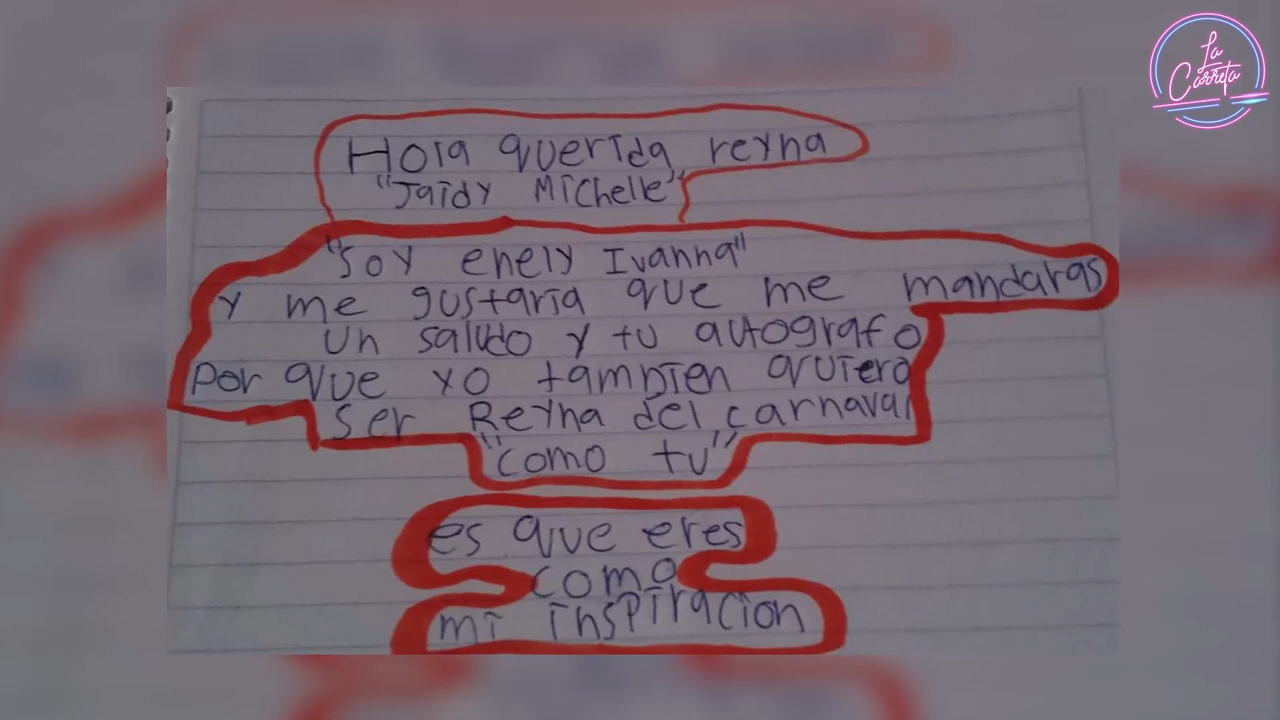 La
Carreta
Hola querida reyna
"Jaidy Michelle"
"Soy enely Ivanna"
y me gustaria que me mandaras
un saludo y tu autografo
por que yo tambien quiero
ser Reyna del carnaval
"como tu"
es que eres
como
mi inspiracion